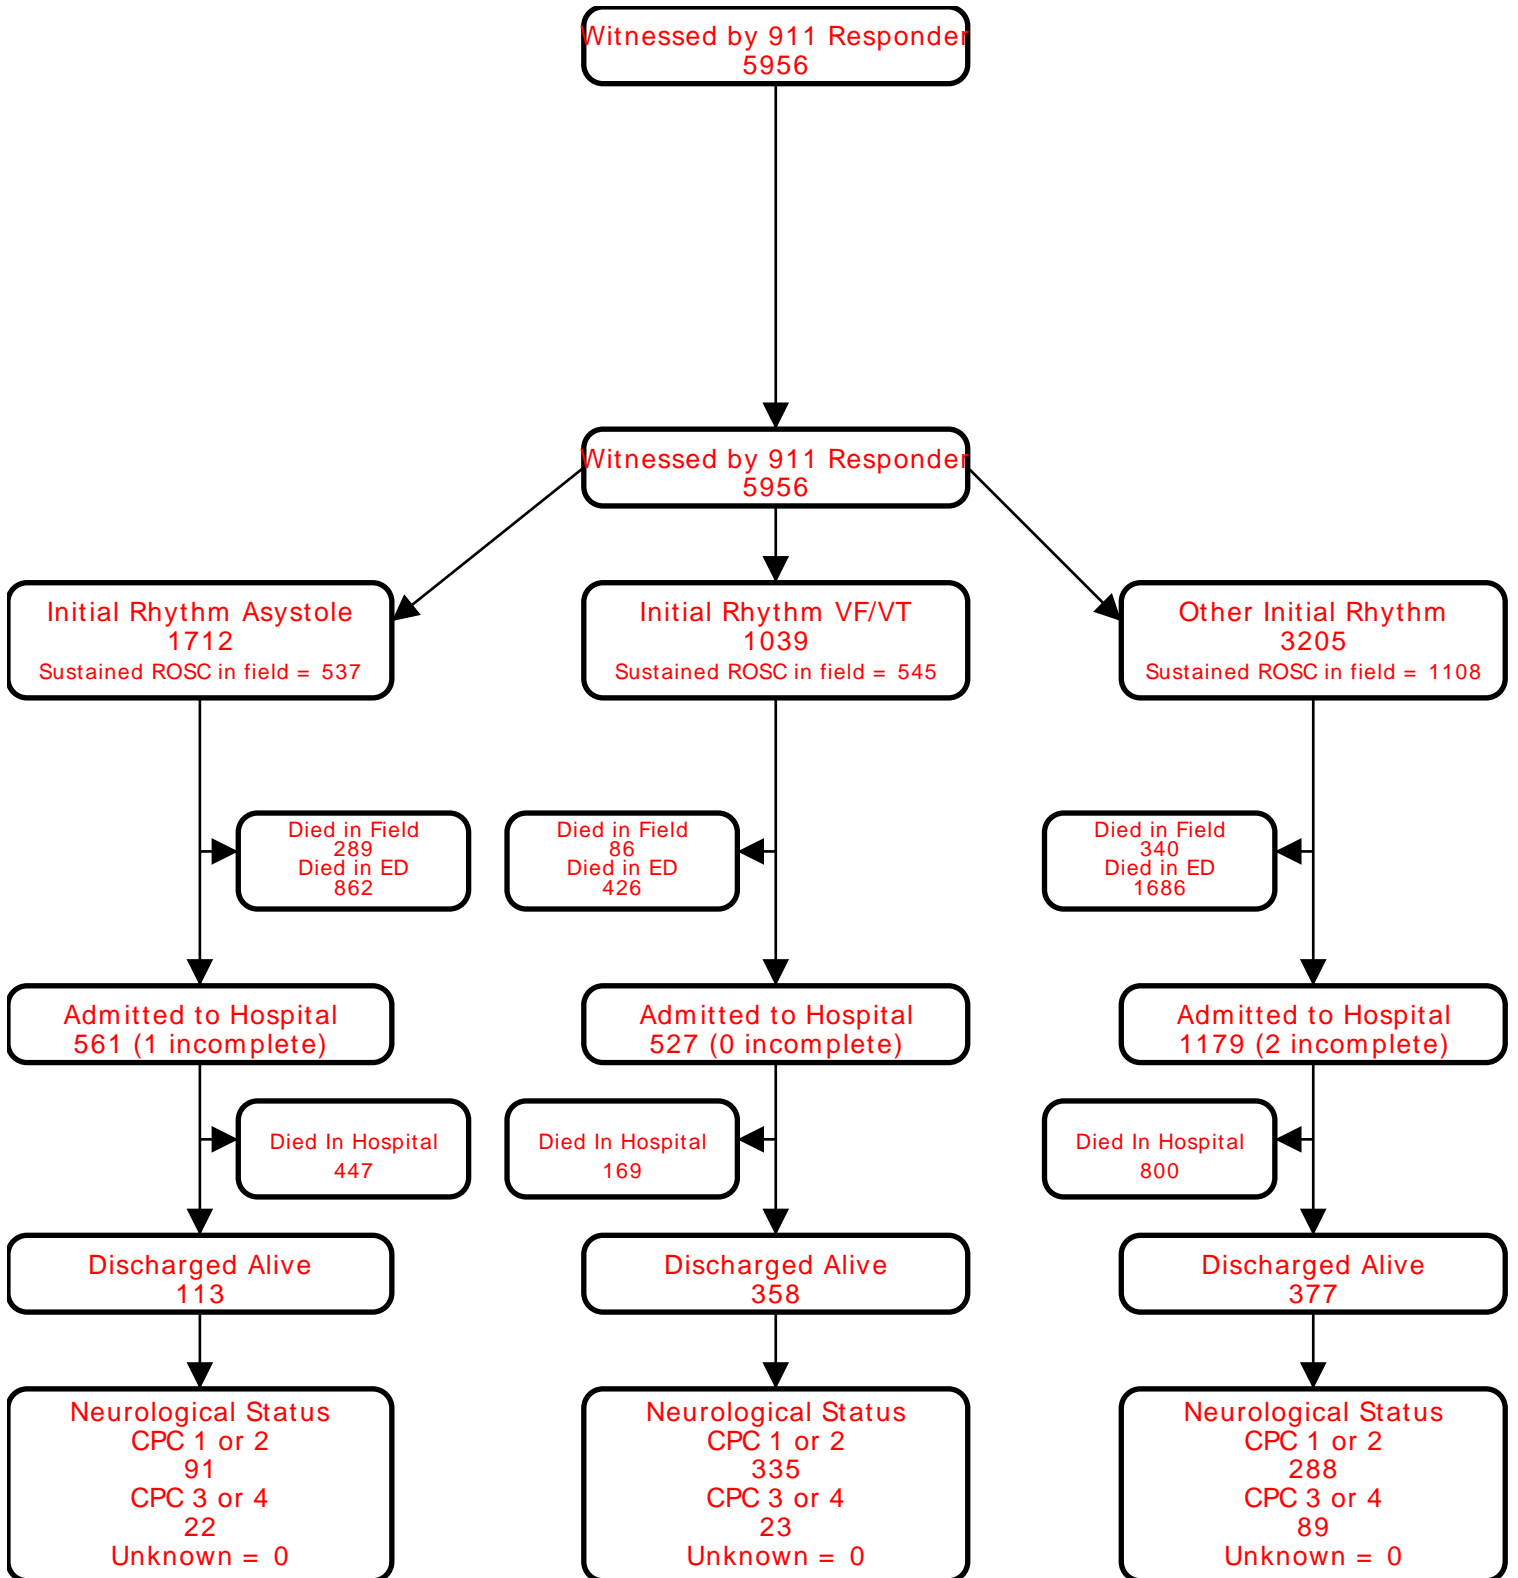 Witnessed by 911 Responder
5956
Witnessed by 911 Responder
5956
Initial Rhythm Asystole
1712
Sustained ROSC in field = 537
Initial Rhythm VF/VT
1039
Sustained ROSC in field = 545
Other Initial Rhythm
3205
Sustained ROSC in field = 1108
Died in Field
289
Died in ED
862
Died in Field
86
Died in ED
426
Died in Field
340
Died in ED
1686
Admitted to Hospital
561 (1 incomplete)
Admitted to Hospital
527 (0 incomplete)
Admitted to Hospital
1179 (2 incomplete)
Died In Hospital
447
Died In Hospital
169
Died In Hospital
800
Discharged Alive
113
Discharged Alive
358
Discharged Alive
377
Neurological Status
CPC 1 or 2
91
CPC 3 or 4
22
Unknown = 0
Neurological Status
CPC 1 or 2
335
CPC 3 or 4
23
Unknown = 0
Neurological Status
CPC 1 or 2
288
CPC 3 or 4
89
Unknown = 0